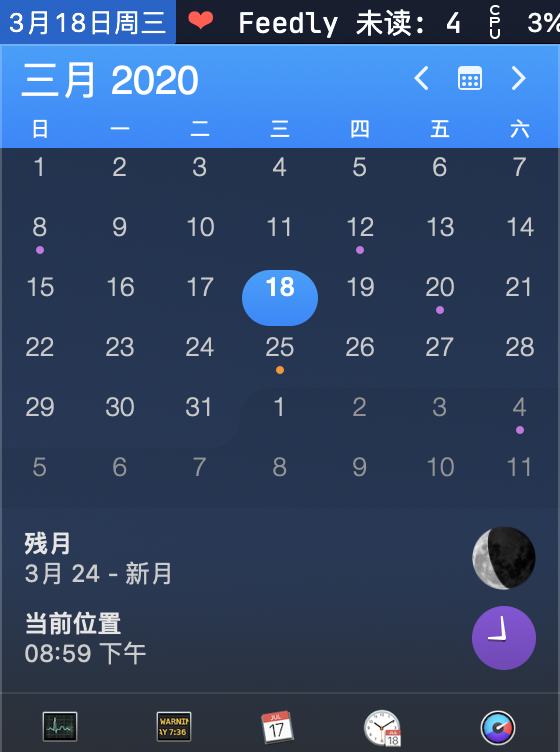 3月18日周三 ❤ Feedly 未读: 4 CPU 3%
三月 2020
日 一 二 三 四 五 六
1 2 3 4 5 6 7
8 9 10 11 12 13 14
15 16 17 18 19 20 21
22 23 24 25 26 27 28
29 30 31 1 2 3 4
5 6 7 8 9 10 11
残月
3月 24 - 新月
当前位置
08:59 下午
WARNIN
AY 7:36
JUL
17
JUL
18